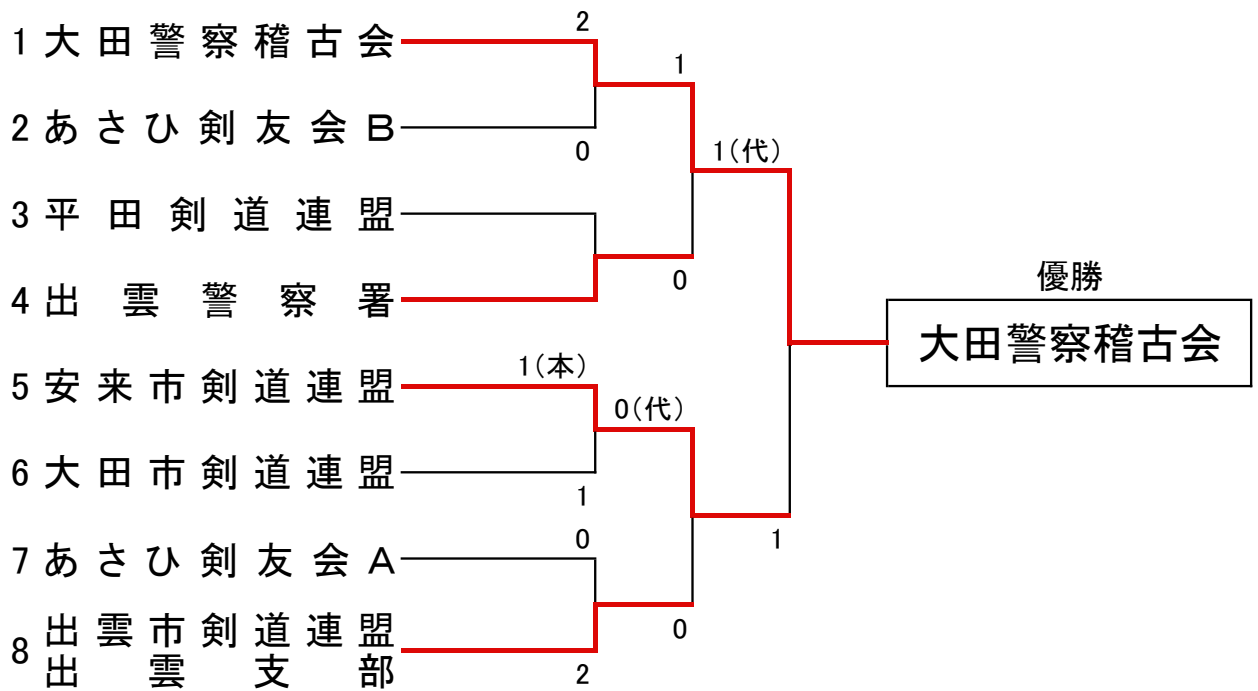 1 大田警察稽古会
2
1
2 あさひ剣友会B
0
1(代)
3 平田剣道連盟
4 出雲警察署
0
優勝
大田警察稽古会
5 安来市剣道連盟
1(本)
0(代)
6 大田市剣道連盟
1
1
7 あさひ剣友会A
0
8 出雲市剣道連盟
出雲支部
2
0